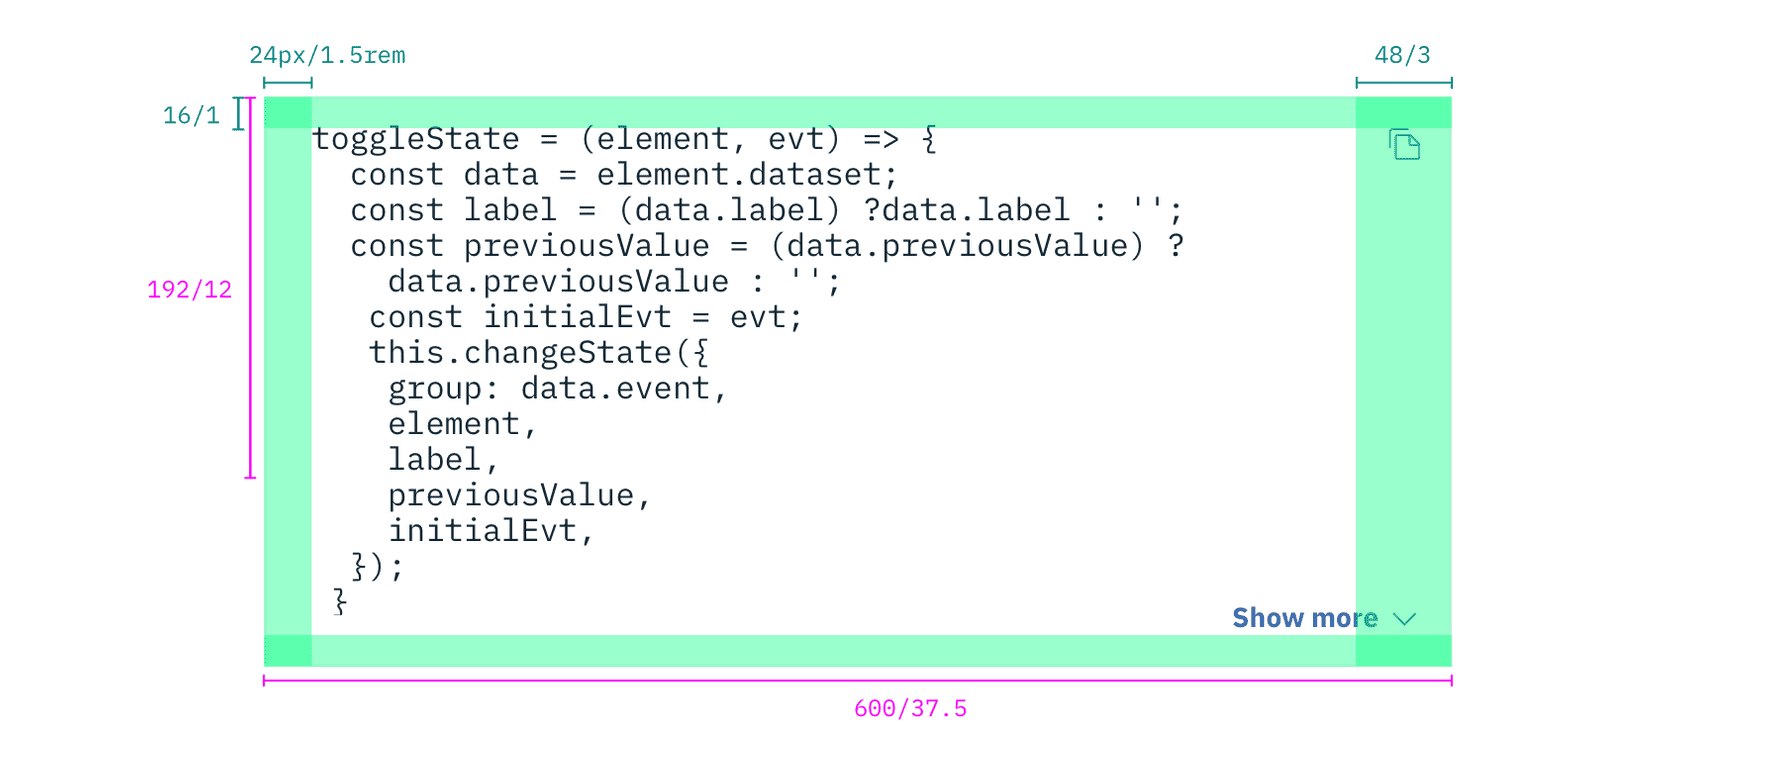 24px/1.5rem
48/3
16/1
toggleState = (element, evt) => {
const data = element.dataset;
const label = (data.label) ?data.label : '';
const previousValue = (data.previousValue) ?
data.previousValue : '';
192/12
const initialEvt = evt;
this.changeState({
group: data.event,
element,
label,
previousValue,
initialEvt,
});
}
Show more
600/37.5